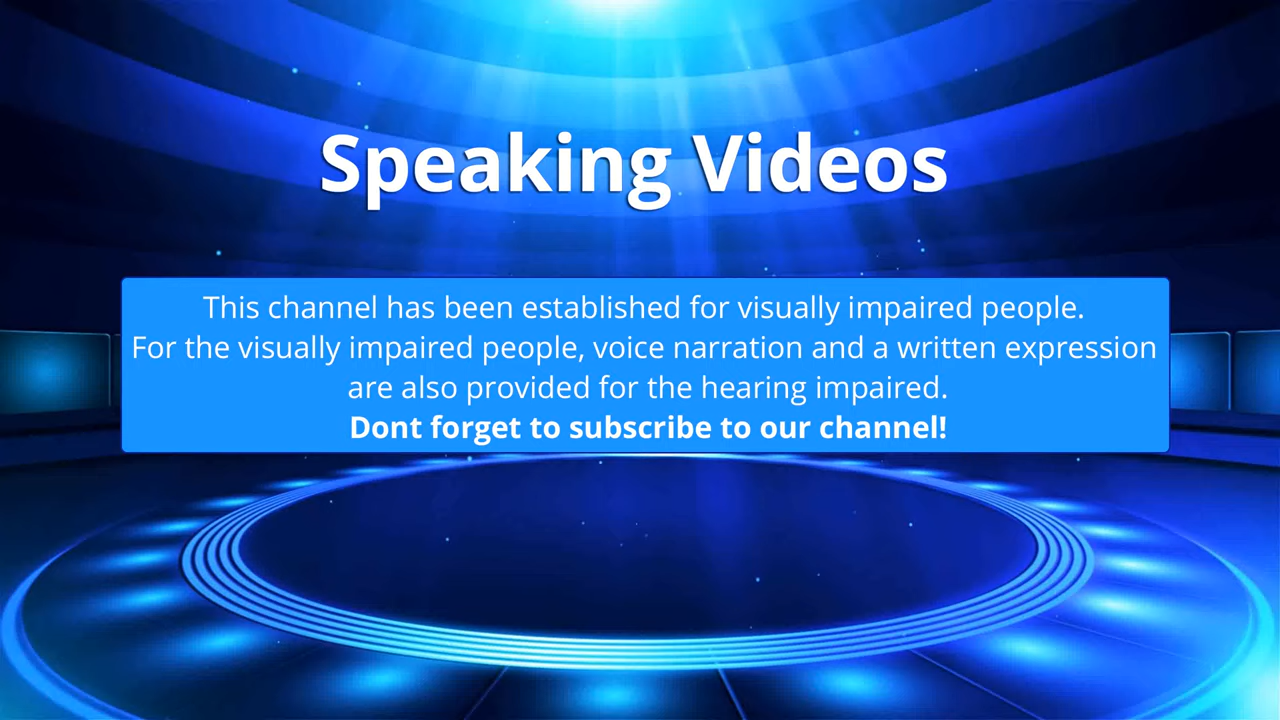 Speaking Videos
This channel has been established for visually impaired people.
For the visually impaired people, voice narration and a written expression
are also provided for the hearing impaired.
Dont forget to subscribe to our channel!